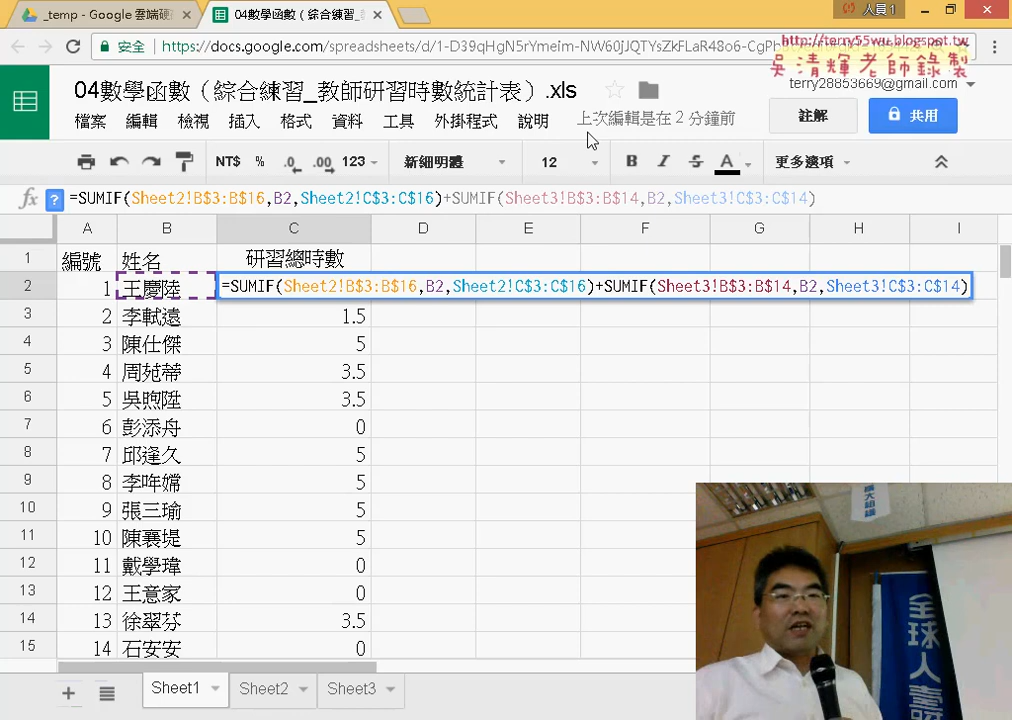 _temp - Google 雲端硬
04數學函數（綜合練習_
人員 1
安全
https://docs.google.com/spreadsheets/d/1-D39qHgN5rYmeIm-NW60jJQTYsZkFLaR48o6-CgP
http://terry55wu.blogspot.tw
吳清輝老師錄製
04數學函數（綜合練習_教師研習時數統計表）.xls
terry28853669@gmail.com
檔案 編輯 檢視 插入 格式 資料 工具 外掛程式 說明 上次編輯是在 2 分鐘前
註解
共用
NT$ % .0 .00 123 新細明體 12 B I S A 更多選項
fx ? =SUMIF(Sheet2!B$3:B$16,B2,Sheet2!C$3:C$16)+SUMIF(Sheet3!B$3:B$14,B2,Sheet3!C$3:C$14)
A B C D E F G H I
1 編號 姓名 研習總時數
2 1 王慶陸 =SUMIF(Sheet2!B$3:B$16,B2,Sheet2!C$3:C$16)+SUMIF(Sheet3!B$3:B$14,B2,Sheet3!C$3:C$14)
3 2 李軾遠 1.5
4 3 陳仕傑 5
5 4 周苑蒂 3.5
6 5 吳煦陞 3.5
7 6 彭添舟 0
8 7 邱逢久 5
9 8 李哖嫦 5
10 9 張三瑜 5
11 10 陳襄堤 5
12 11 戴學瑋 0
13 12 王意家 0
14 13 徐翠芬 3.5
15 14 石安安 0
全球人壽
Sheet1 Sheet2 Sheet3